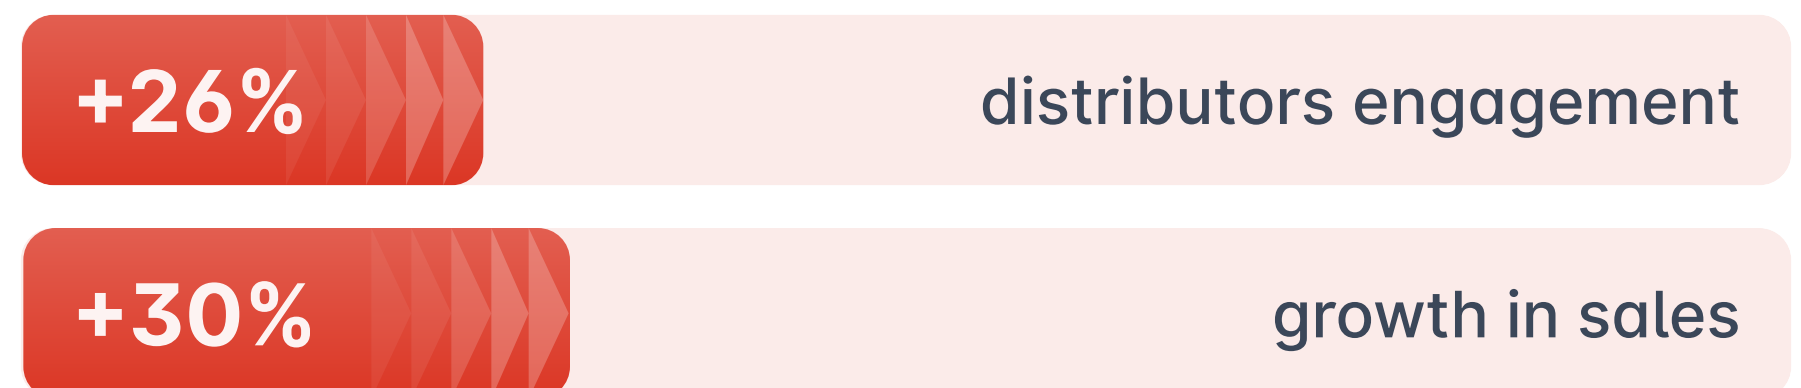 +26% distributors engagement
+30% growth in sales